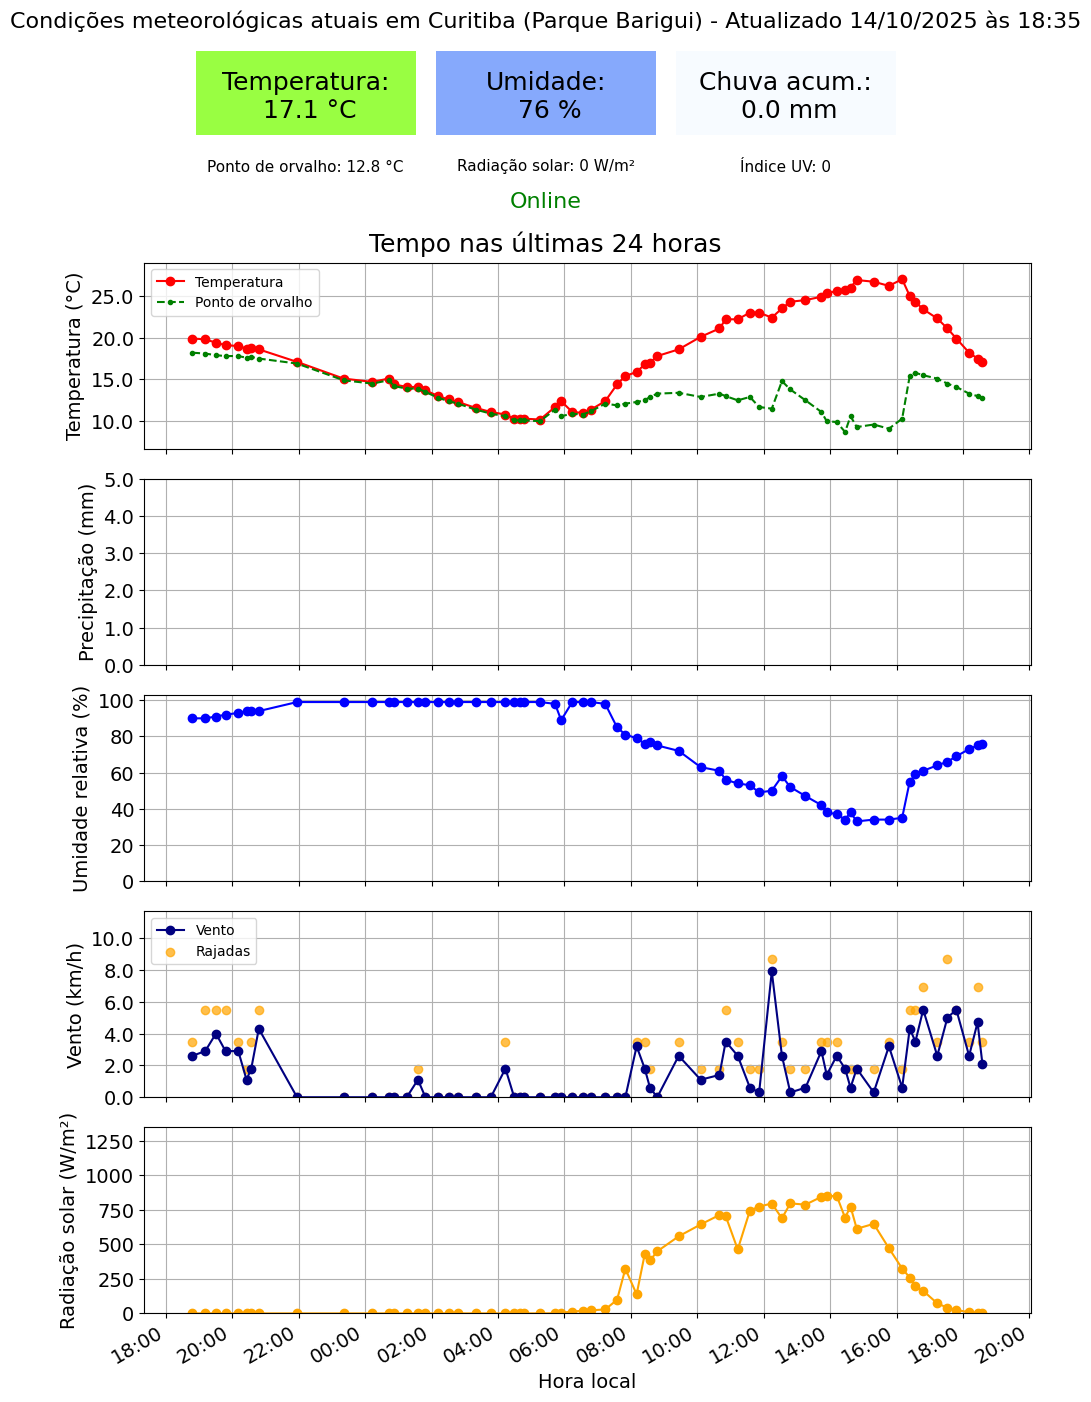 Condições meteorológicas atuais em Curitiba (Parque Barigui) - Atualizado 14/10/2025 às 18:35
Temperatura:
17.1 °C
Umidade:
76 %
Chuva acum.:
0.0 mm
Ponto de orvalho: 12.8 °C
Radiação solar: 0 W/m²
Índice UV: 0
Online
Tempo nas últimas 24 horas
Temperatura (°C)
25.0
20.0
15.0
10.0
Temperatura
Ponto de orvalho
Precipitação (mm)
5.0
4.0
3.0
2.0
1.0
0.0
Umidade relativa (%)
100
80
60
40
20
0
Vento (km/h)
10.0
8.0
6.0
4.0
2.0
0.0
Vento
Rajadas
Radiação solar (W/m²)
1250
1000
750
500
250
0
18:00
20:00
22:00
00:00
02:00
04:00
06:00
08:00
10:00
12:00
14:00
16:00
18:00
20:00
Hora local